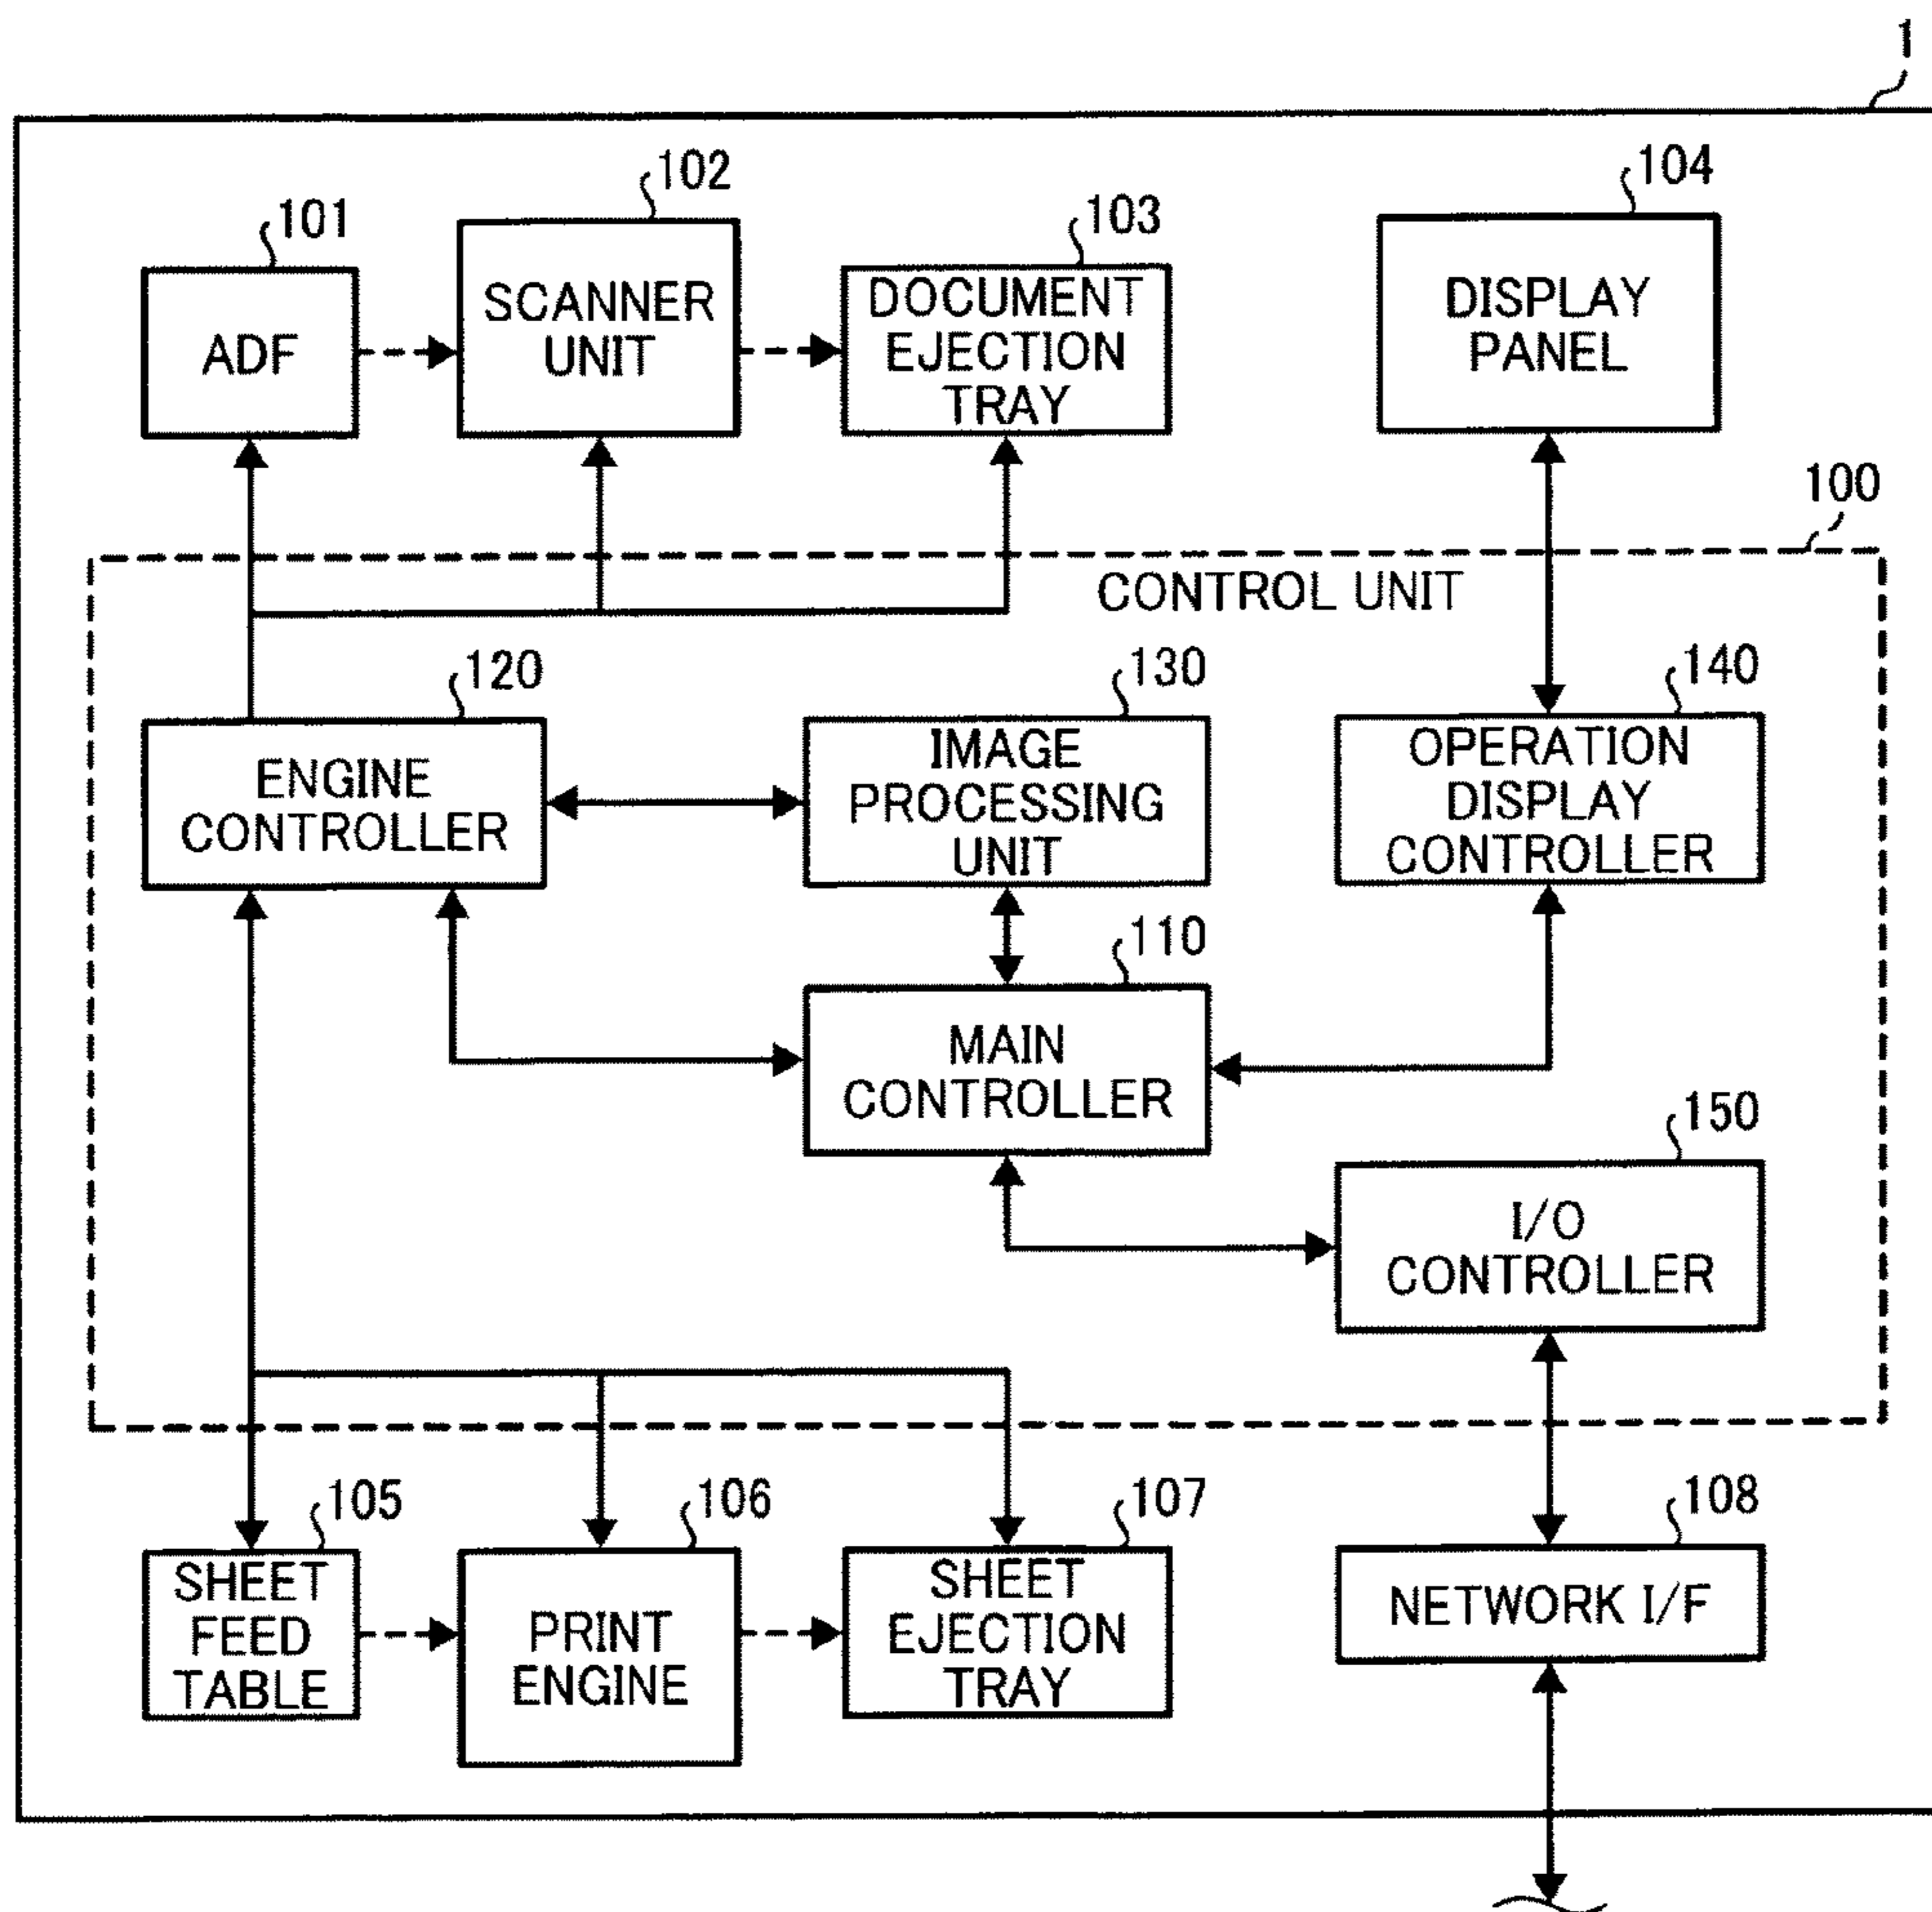 1
101
102
103
104
ADF
SCANNER
UNIT
DOCUMENT
EJECTION
TRAY
DISPLAY
PANEL
100
CONTROL UNIT
120
130
140
ENGINE
CONTROLLER
IMAGE
PROCESSING
UNIT
OPERATION
DISPLAY
CONTROLLER
110
MAIN
CONTROLLER
150
I/O
CONTROLLER
105
106
107
108
SHEET
FEED
TABLE
PRINT
ENGINE
SHEET
EJECTION
TRAY
NETWORK I/F